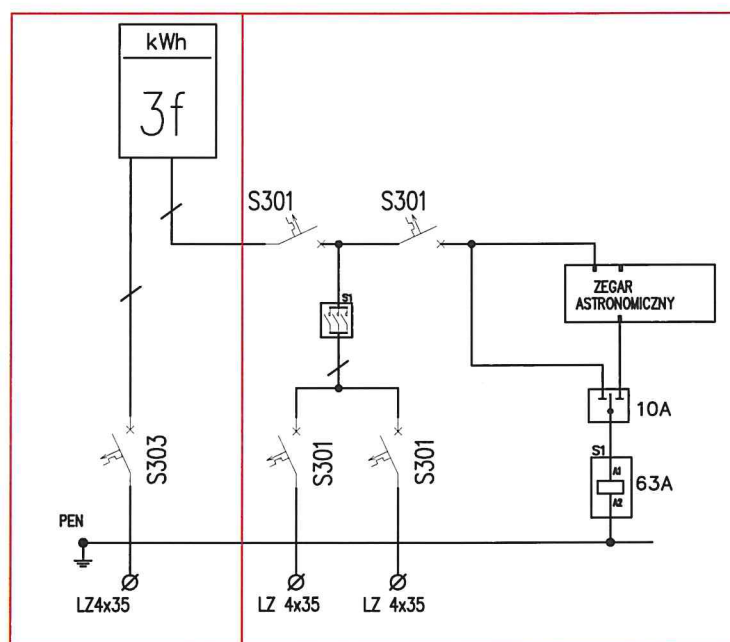 kWh
3f
S301
S301
S1
ZEGAR
ASTRONOMICZNY
10A
S303
S301
S301
S1
A1
63A
A2
PEN
LZ4x35
LZ 4x35
LZ 4x35